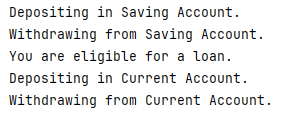 Depositing in Saving Account.
Withdrawing from Saving Account.
You are eligible for a loan.
Depositing in Current Account.
Withdrawing from Current Account.